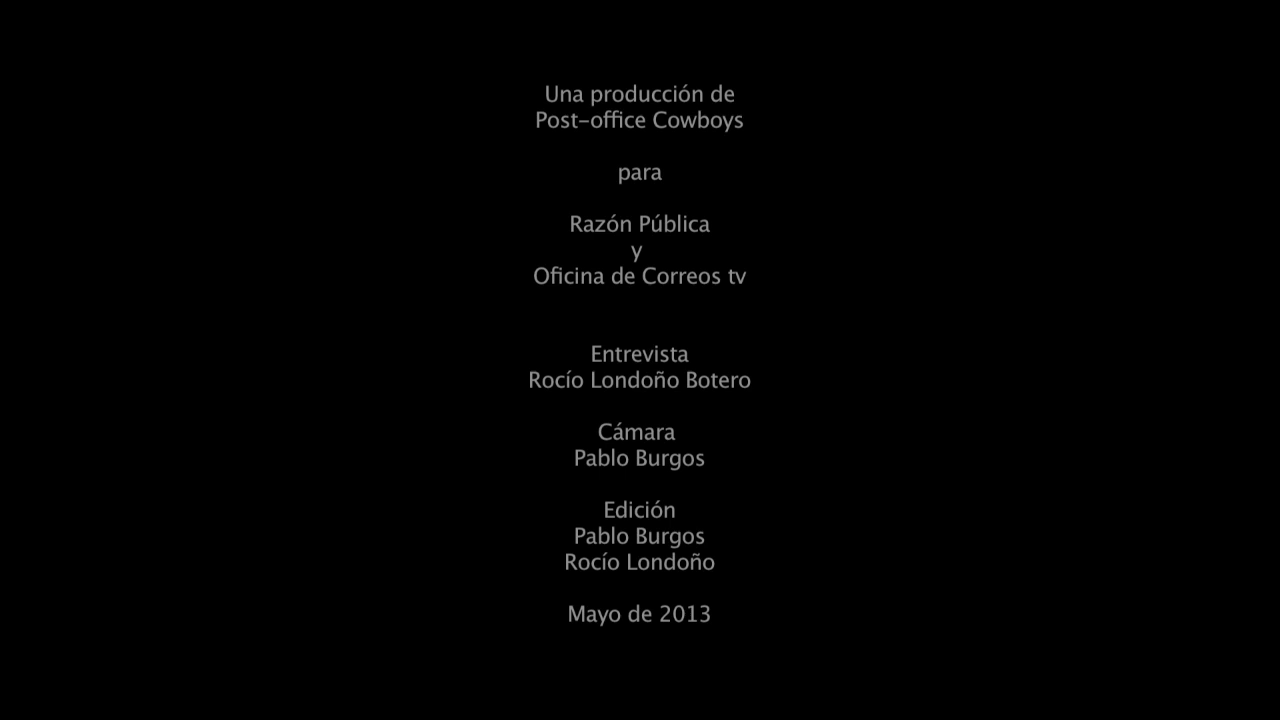 Una producción de
Post-office Cowboys
para
Razón Pública
y
Oficina de Correos tv
Entrevista
Rocío Londoño Botero
Cámara
Pablo Burgos
Edición
Pablo Burgos
Rocío Londoño
Mayo de 2013